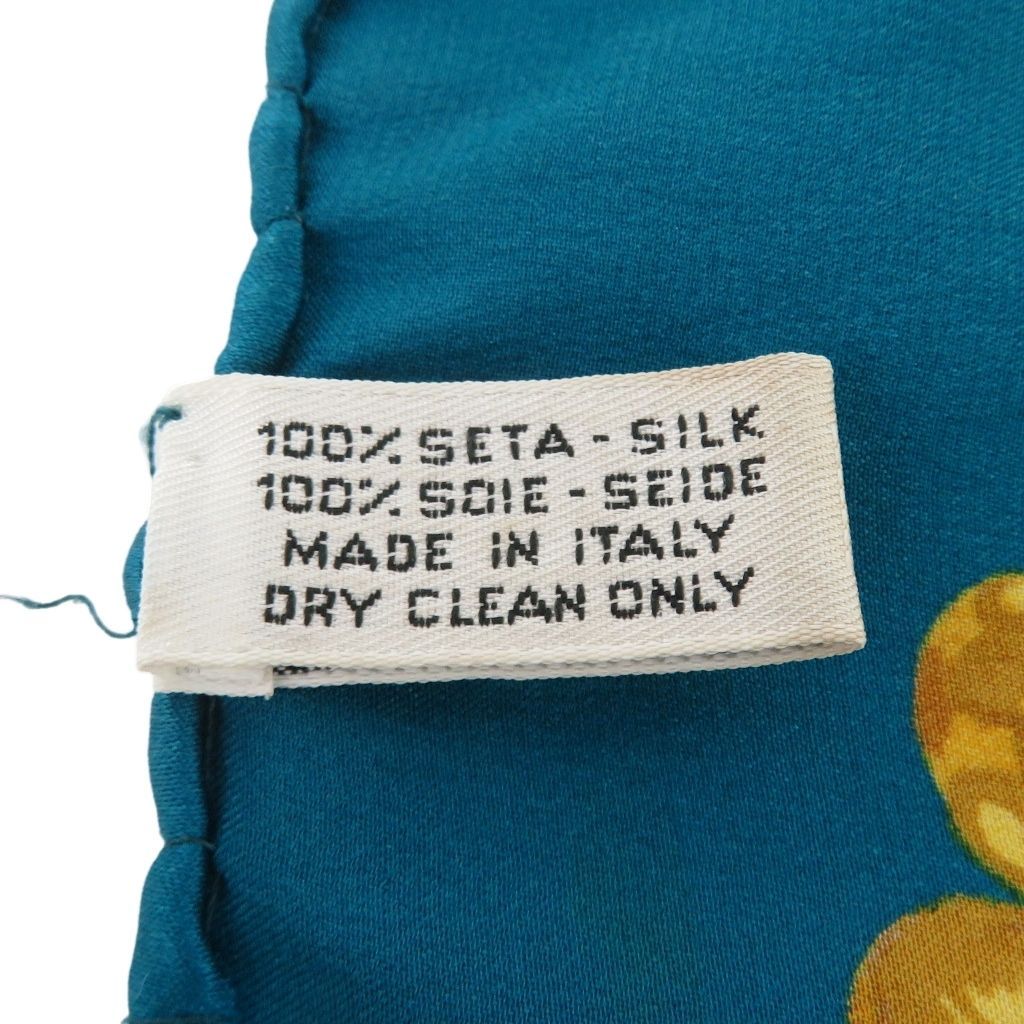 100% SETA - SILK
100% SOIE - SEIDE
MADE IN ITALY
DRY CLEAN ONLY